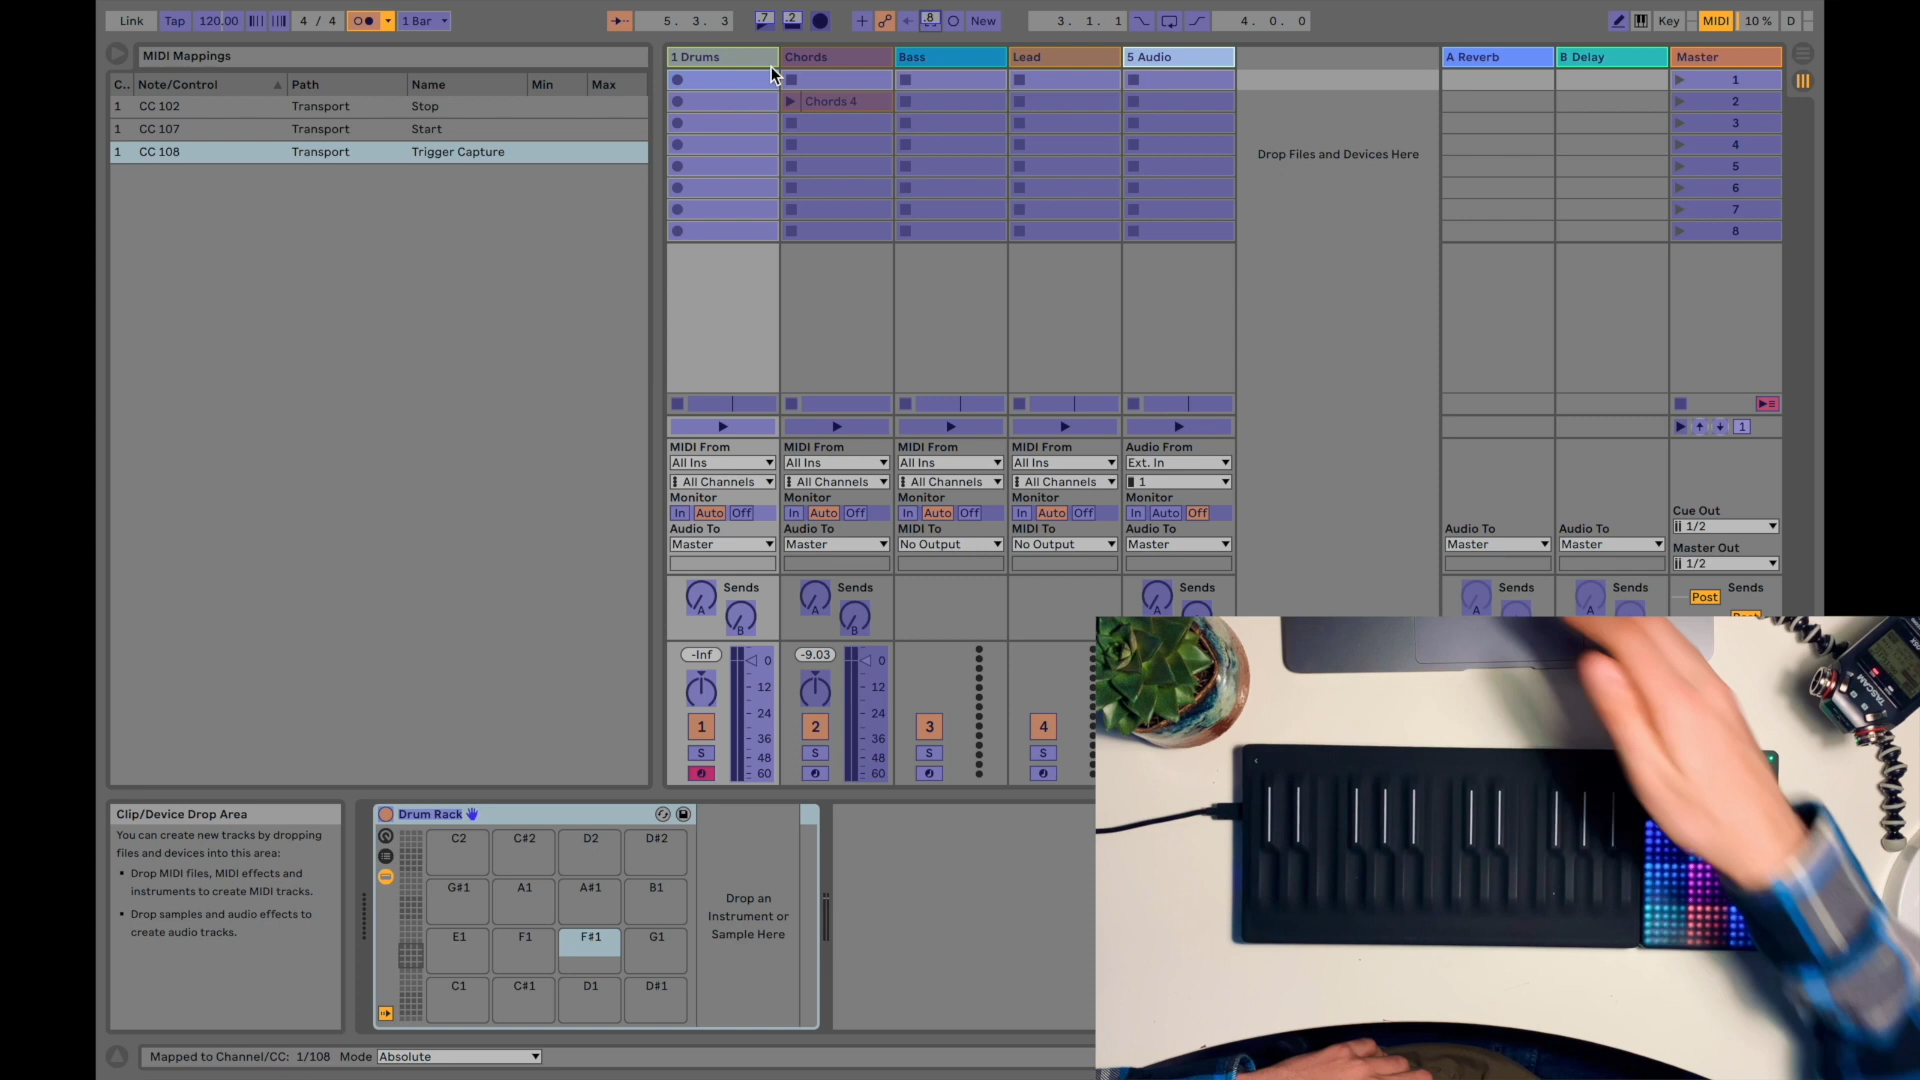 Link Tap 120.00 4 / 4 1 Bar 5. 3. 3 .7 .2 .8 New 3. 1. 1 4. 0. 0 Key MIDI 10 % D
MIDI Mappings
C.. Note/Control Path Name Min Max
1 CC 102 Transport Stop
1 CC 107 Transport Start
1 CC 108 Transport Trigger Capture
1 Drums Chords Bass Lead 5 Audio A Reverb B Delay Master
1
Chords 4 2
3
Drop Files and Devices Here 4
5
6
7
8
1
MIDI From MIDI From MIDI From MIDI From Audio From
All Ins All Ins All Ins All Ins Ext. In
All Channels All Channels All Channels All Channels 1
Monitor Monitor Monitor Monitor Monitor
In Auto Off In Auto Off In Auto Off In Auto Off In Auto Off
Cue Out
1/2
Audio To Audio To MIDI To MIDI To Audio To Audio To Audio To
Master Master No Output No Output Master Master Master
Master Out
1/2
Sends Sends Sends Sends Sends Sends
A A A A A Post
B B
-Inf -9.03
0 0
12 12
24 24
36 36
48 48
60 60
1 2 3 4
S S S S
Clip/Device Drop Area
You can create new tracks by dropping
files and devices into this area:
Drop MIDI files, MIDI effects and
instruments to create MIDI tracks.
Drop samples and audio effects to
create audio tracks.
Drum Rack
C2 C#2 D2 D#2
G#1 A1 A#1 B1
E1 F1 F#1 G1
C1 C#1 D1 D#1
Drop an
Instrument or
Sample Here
TASCAM
Mapped to Channel/CC: 1/108 Mode Absolute